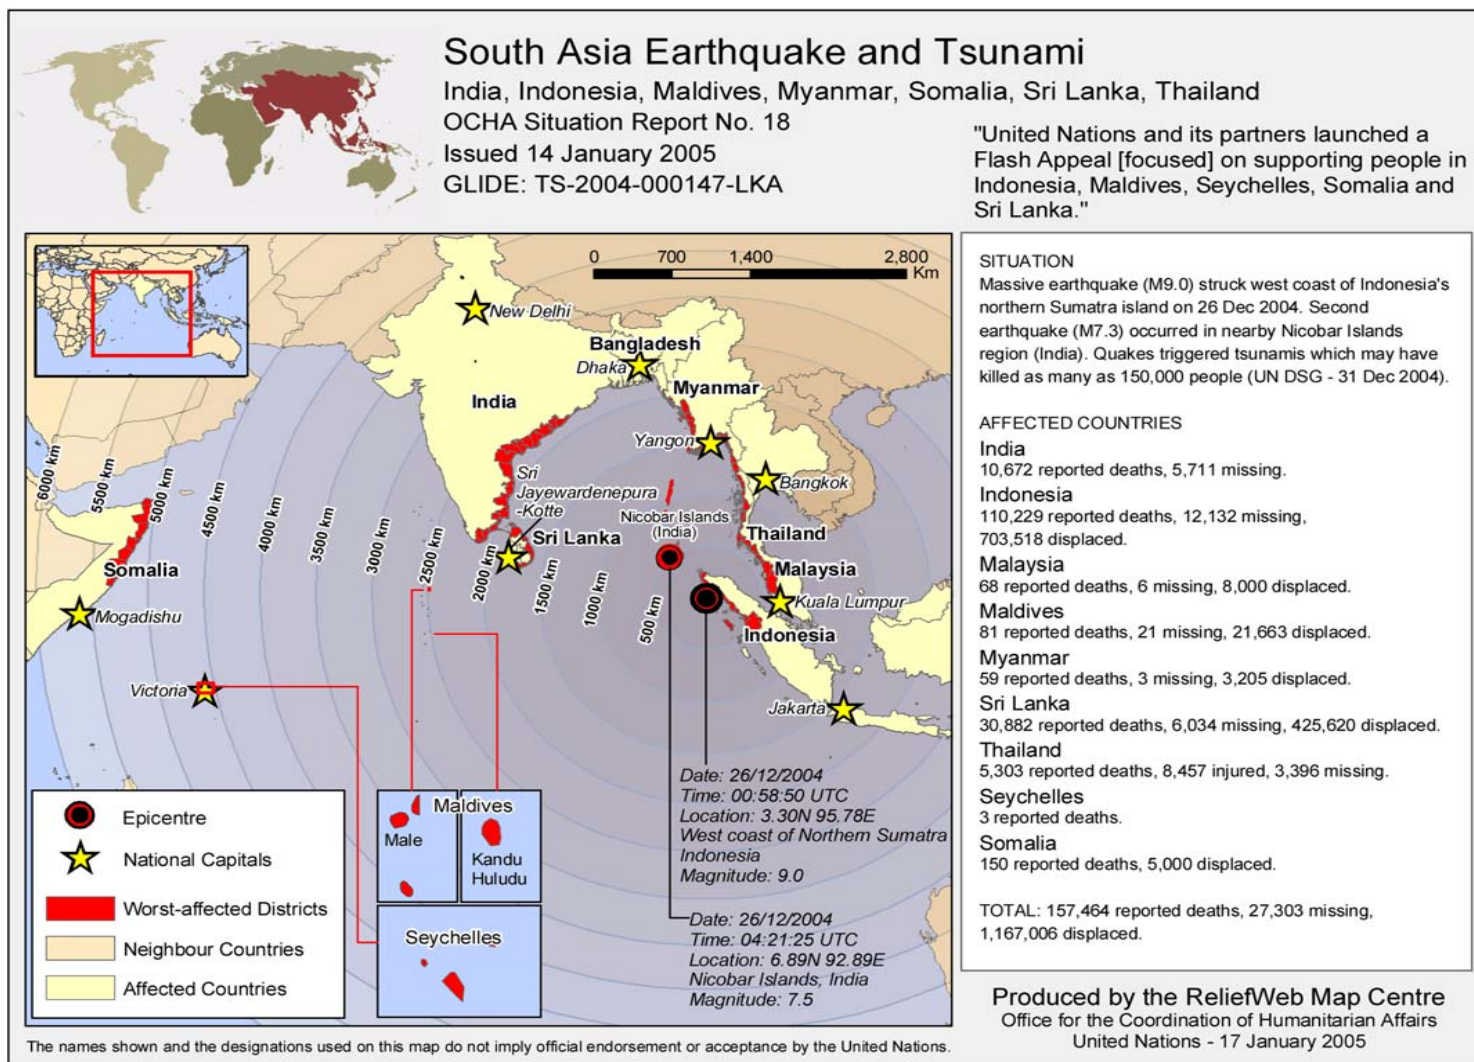 South Asia Earthquake and Tsunami
India, Indonesia, Maldives, Myanmar, Somalia, Sri Lanka, Thailand
OCHA Situation Report No. 18
Issued 14 January 2005
GLIDE: TS-2004-000147-LKA
"United Nations and its partners launched a
Flash Appeal [focused] on supporting people in
Indonesia, Maldives, Seychelles, Somalia and
Sri Lanka."
0 700 1,400 2,800
Km
New Delhi
Bangladesh
Dhaka
Myanmar
India
Yangon
Sri
Jayewardenepura
-Kotte
Bangkok
Nicobar Islands
(India)
Sri Lanka
Thailand
Malaysia
Kuala Lumpur
Indonesia
Jakarta
Somalia
Mogadishu
Victoria
6000 km
5500 km
5000 km
4500 km
4000 km
3500 km
3000 km
2500 km
2000 km
1500 km
1000 km
500 km
Date: 26/12/2004
Time: 00:58:50 UTC
Location: 3.30N 95.78E
West coast of Northern Sumatra
Indonesia
Magnitude: 9.0
Date: 26/12/2004
Time: 04:21:25 UTC
Location: 6.89N 92.89E
Nicobar Islands, India
Magnitude: 7.5
Maldives
Male
Kandu
Huludu
Seychelles
Epicentre
National Capitals
Worst-affected Districts
Neighbour Countries
Affected Countries
SITUATION
Massive earthquake (M9.0) struck west coast of Indonesia's
northern Sumatra island on 26 Dec 2004. Second
earthquake (M7.3) occurred in nearby Nicobar Islands
region (India). Quakes triggered tsunamis which may have
killed as many as 150,000 people (UN DSG - 31 Dec 2004).
AFFECTED COUNTRIES
India
10,672 reported deaths, 5,711 missing.
Indonesia
110,229 reported deaths, 12,132 missing,
703,518 displaced.
Malaysia
68 reported deaths, 6 missing, 8,000 displaced.
Maldives
81 reported deaths, 21 missing, 21,663 displaced.
Myanmar
59 reported deaths, 3 missing, 3,205 displaced.
Sri Lanka
30,882 reported deaths, 6,034 missing, 425,620 displaced.
Thailand
5,303 reported deaths, 8,457 injured, 3,396 missing.
Seychelles
3 reported deaths.
Somalia
150 reported deaths, 5,000 displaced.
TOTAL: 157,464 reported deaths, 27,303 missing,
1,167,006 displaced.
Produced by the ReliefWeb Map Centre
Office for the Coordination of Humanitarian Affairs
United Nations - 17 January 2005
The names shown and the designations used on this map do not imply official endorsement or acceptance by the United Nations.